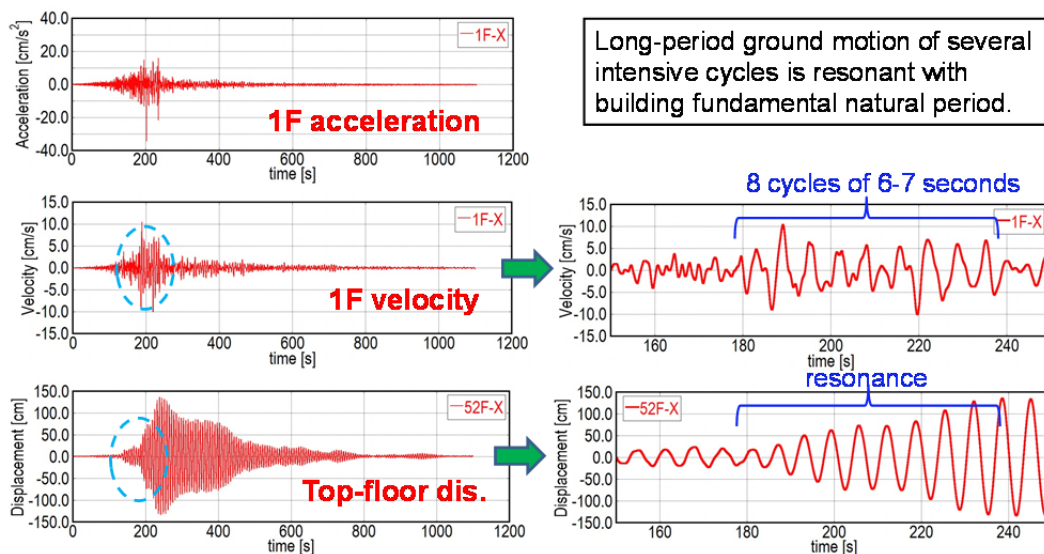 40.0
20.0
0.0
20.0
40.0
Acceleration [cm/s²]
1F-X
1F acceleration
0 200 400 600 800 1000 1200
time [s]
Long-period ground motion of several
intensive cycles is resonant with
building fundamental natural period.
15.0
10.0
5.0
0.0
-5.0
-10.0
-15.0
Velocity [cm/s]
1F-X
1F velocity
0 200 400 600 800 1000 1200
time [s]
8 cycles of 6-7 seconds
15.0
10.0
5.0
0.0
-5.0
-10.0
-15.0
Velocity [cm/s]
1F-X
160 180 200 220 240
time [s]
150.0
100.0
50.0
0.0
-50.0
-100.0
-150.0
Displacement [cm]
52F-X
Top-floor dis.
0 200 400 600 800 1000 1200
time [s]
resonance
150.0
100.0
50.0
0.0
-50.0
-100.0
-150.0
Displacement [cm]
52F-X
160 180 200 220 240
time [s]